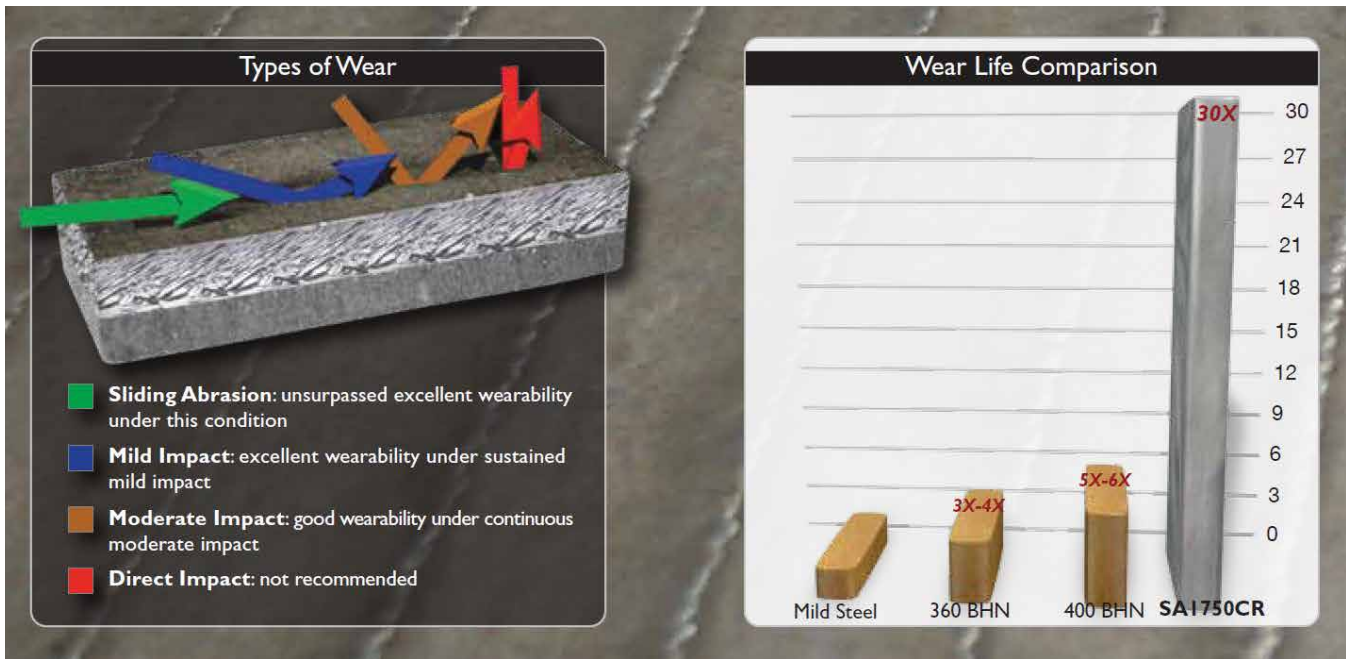 Types of Wear
Sliding Abrasion: unsurpassed excellent wearability
under this condition
Mild Impact: excellent wearability under sustained
mild impact
Moderate Impact: good wearability under continuous
moderate impact
Direct Impact: not recommended
Wear Life Comparison
30X
30
27
24
21
18
15
12
9
6
5X-6X
3
3X-4X
0
Mild Steel 360 BHN 400 BHN SA1750CR